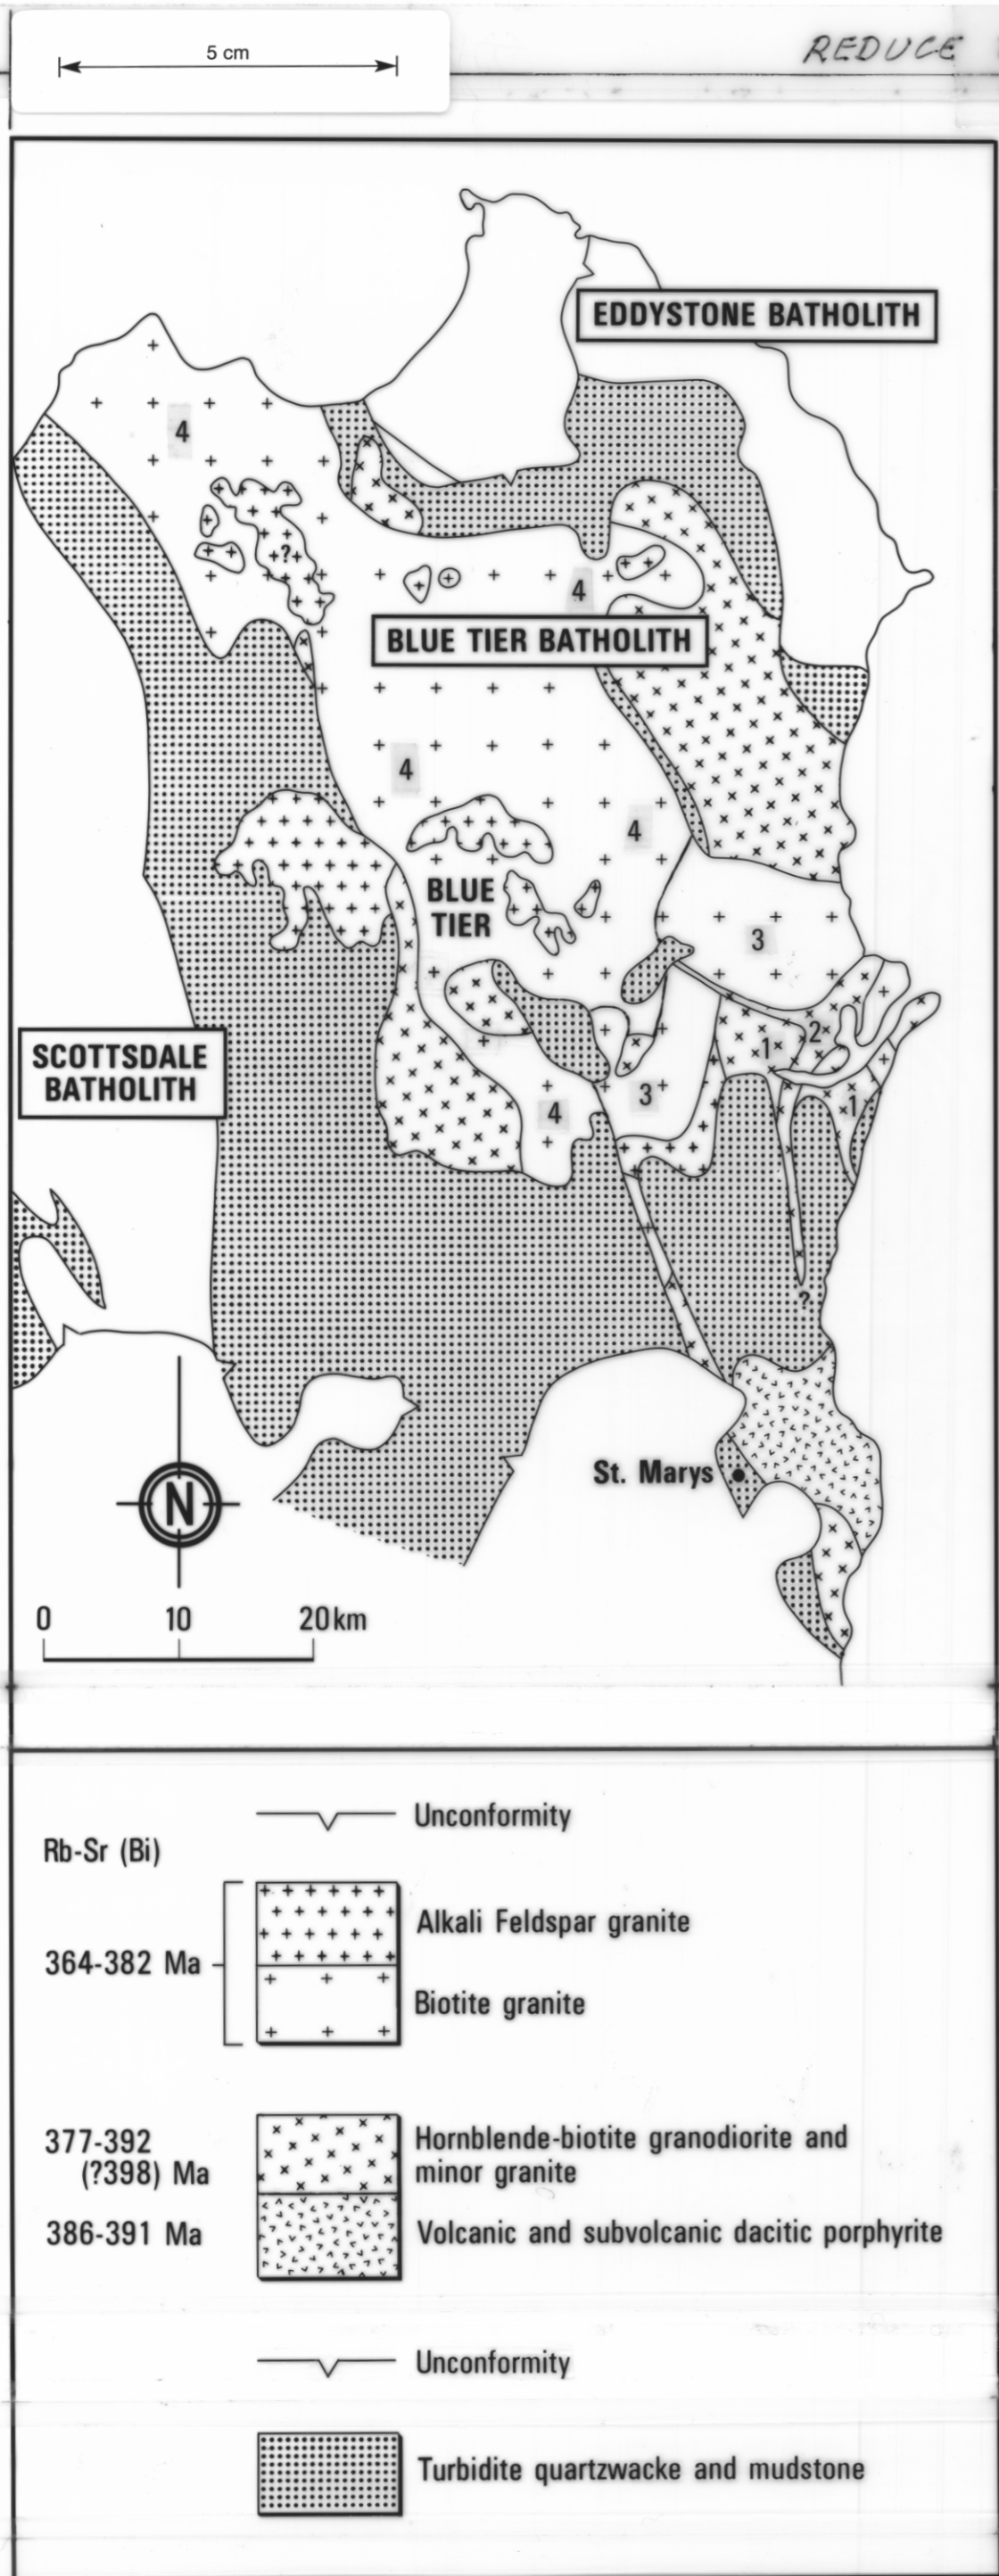 5 cm
REDUCE
EDDYSTONE BATHOLITH
4
?
4
BLUE TIER BATHOLITH
4
4
BLUE
TIER
3
2
1
SCOTTSDALE
BATHOLITH
3
4
1
?
St. Marys
N
0 10 20km
Unconformity
Rb-Sr (Bi)
Alkali Feldspar granite
364-382 Ma
Biotite granite
377-392
(?398) Ma
Hornblende-biotite granodiorite and
minor granite
386-391 Ma
Volcanic and subvolcanic dacitic porphyrite
Unconformity
Turbidite quartzwacke and mudstone